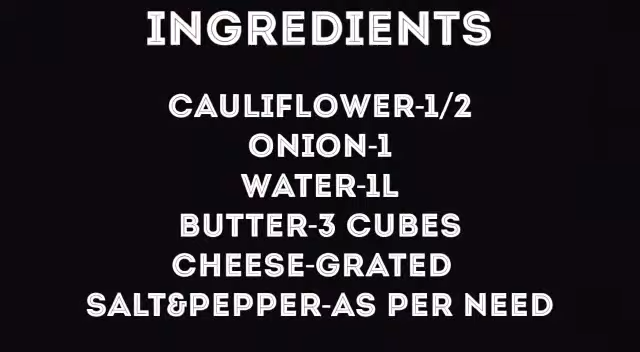 INGREDIENTS
CAULIFLOWER-1/2
ONION-1
WATER-1L
BUTTER-3 CUBES
CHEESE-GRATED
SALT&PEPPER-AS PER NEED